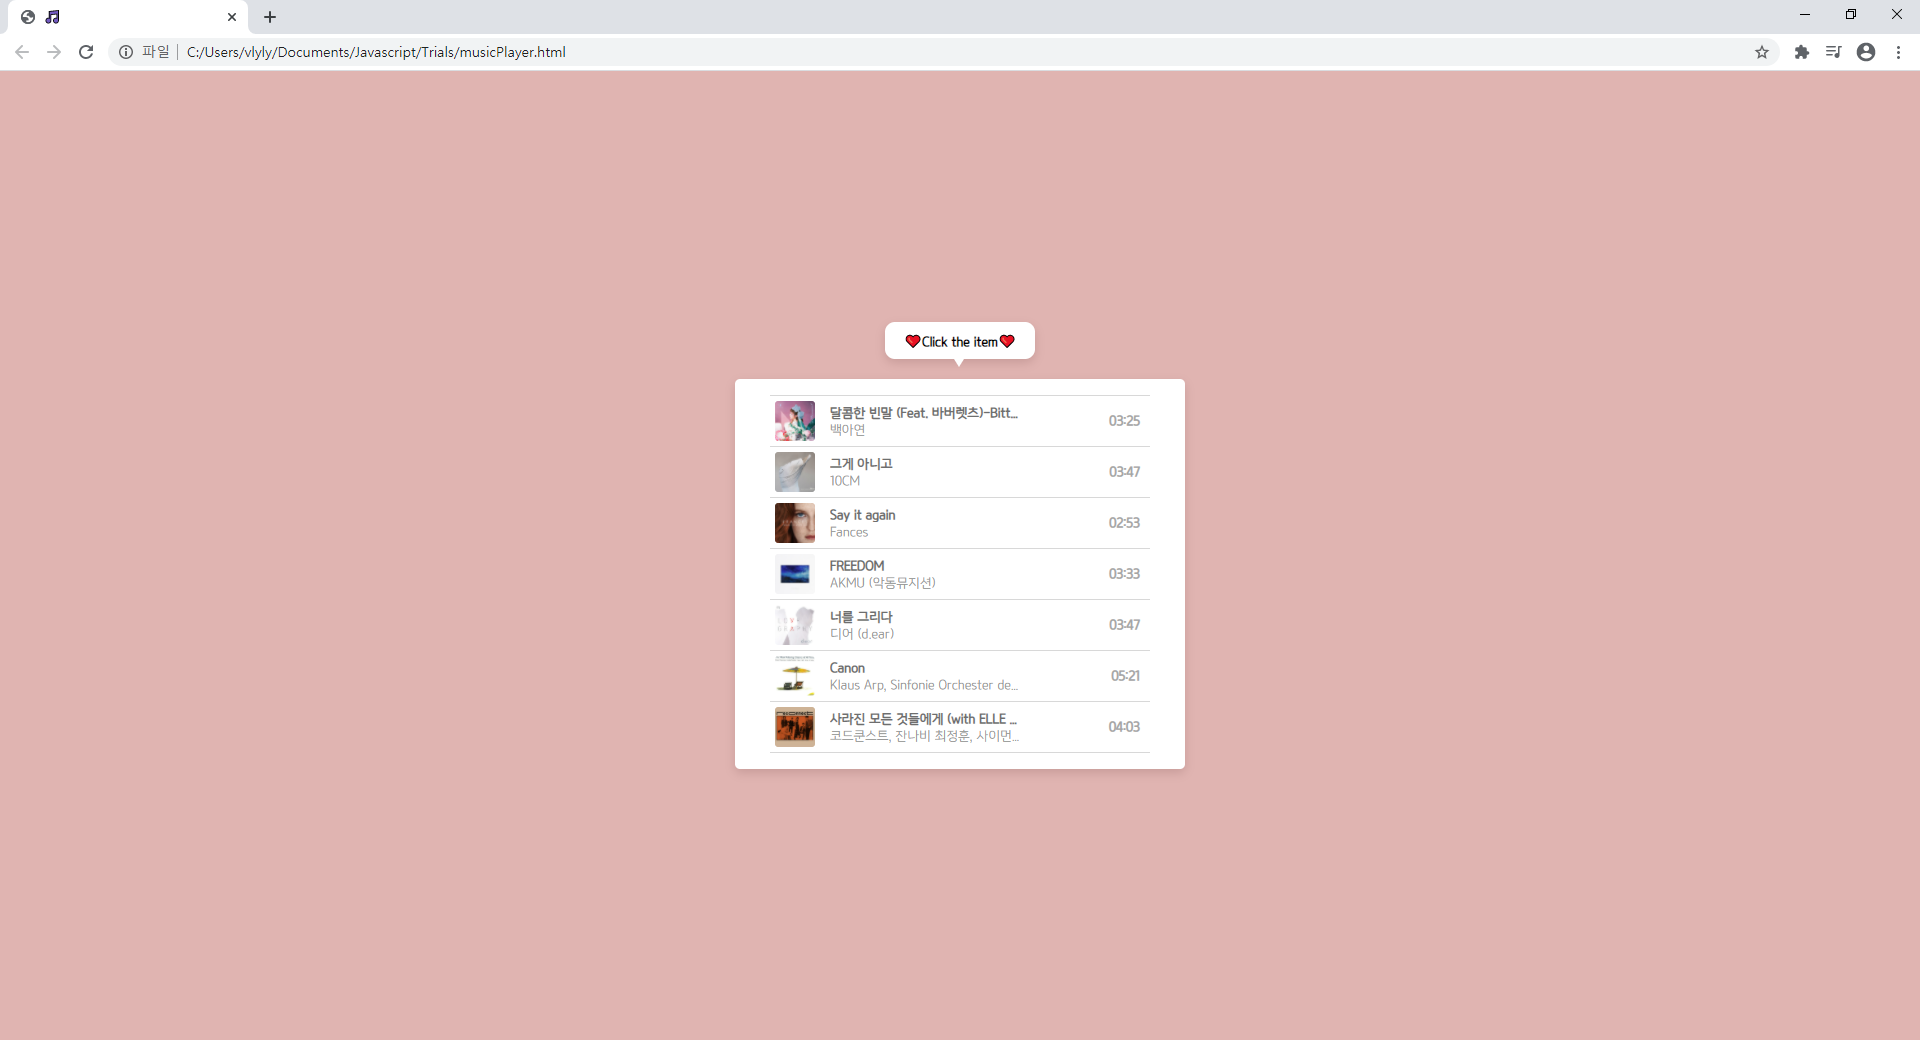 파일 C:/Users/vlyly/Documents/Javascript/Trials/musicPlayer.html
Click the item
달콤한 빈말 (Feat. 바버렛츠)-Bitt...
백아연
03:25
그게 아니고
10CM
03:47
Say it again
Fances
02:53
FREEDOM
AKMU (악동뮤지션)
03:33
너를 그리다
디어 (d.ear)
03:47
Canon
Klaus Arp, Sinfonie Orchester de...
05:21
사라진 모든 것들에게 (with ELLE ...
코드쿤스트, 잔나비 최정훈, 사이먼...
04:03